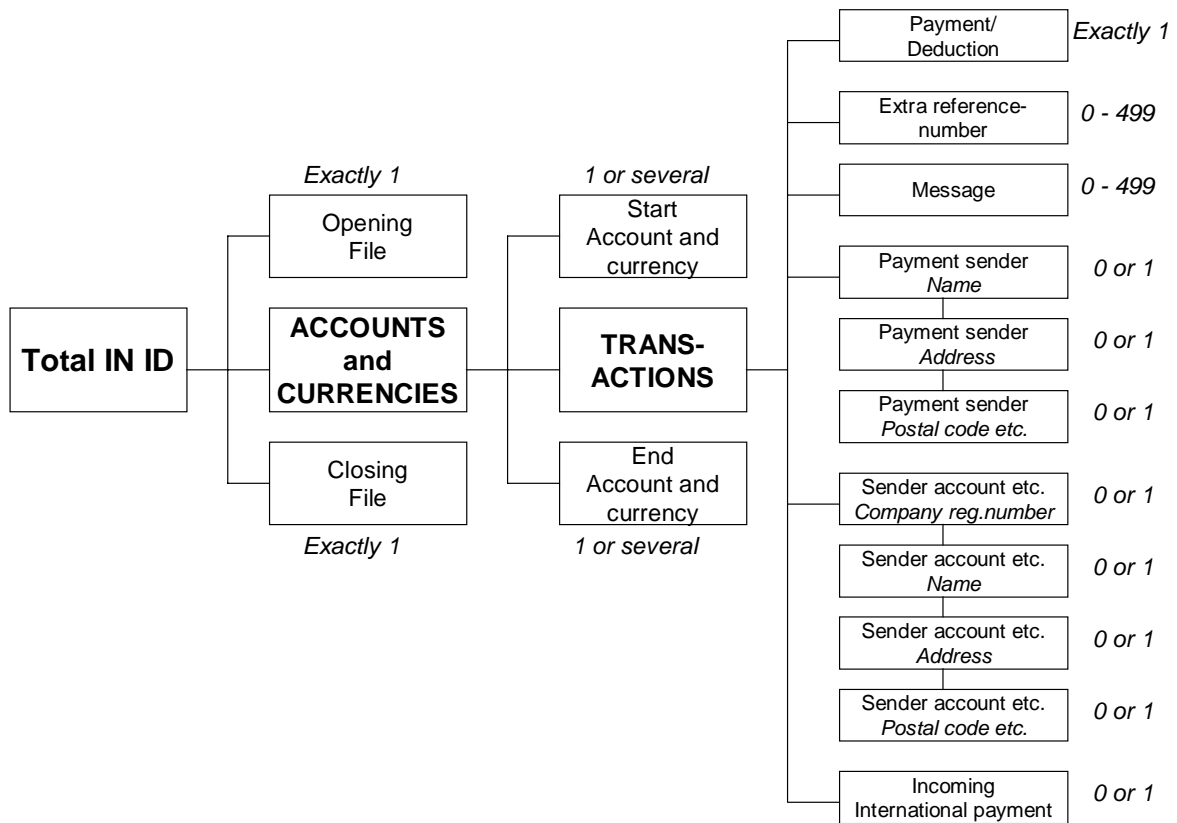 Total IN ID
Exactly 1
Opening
File
ACCOUNTS
and
CURRENCIES
Closing
File
Exactly 1
1 or several
Start
Account and
currency
TRANS-
ACTIONS
End
Account and
currency
1 or several
Payment/
Deduction
Exactly 1
Extra reference-
number
0 - 499
Message
0 - 499
Payment sender
Name
0 or 1
Payment sender
Address
0 or 1
Payment sender
Postal code etc.
0 or 1
Sender account etc.
Company reg.number
0 or 1
Sender account etc.
Name
0 or 1
Sender account etc.
Address
0 or 1
Sender account etc.
Postal code etc.
0 or 1
Incoming
International payment
0 or 1